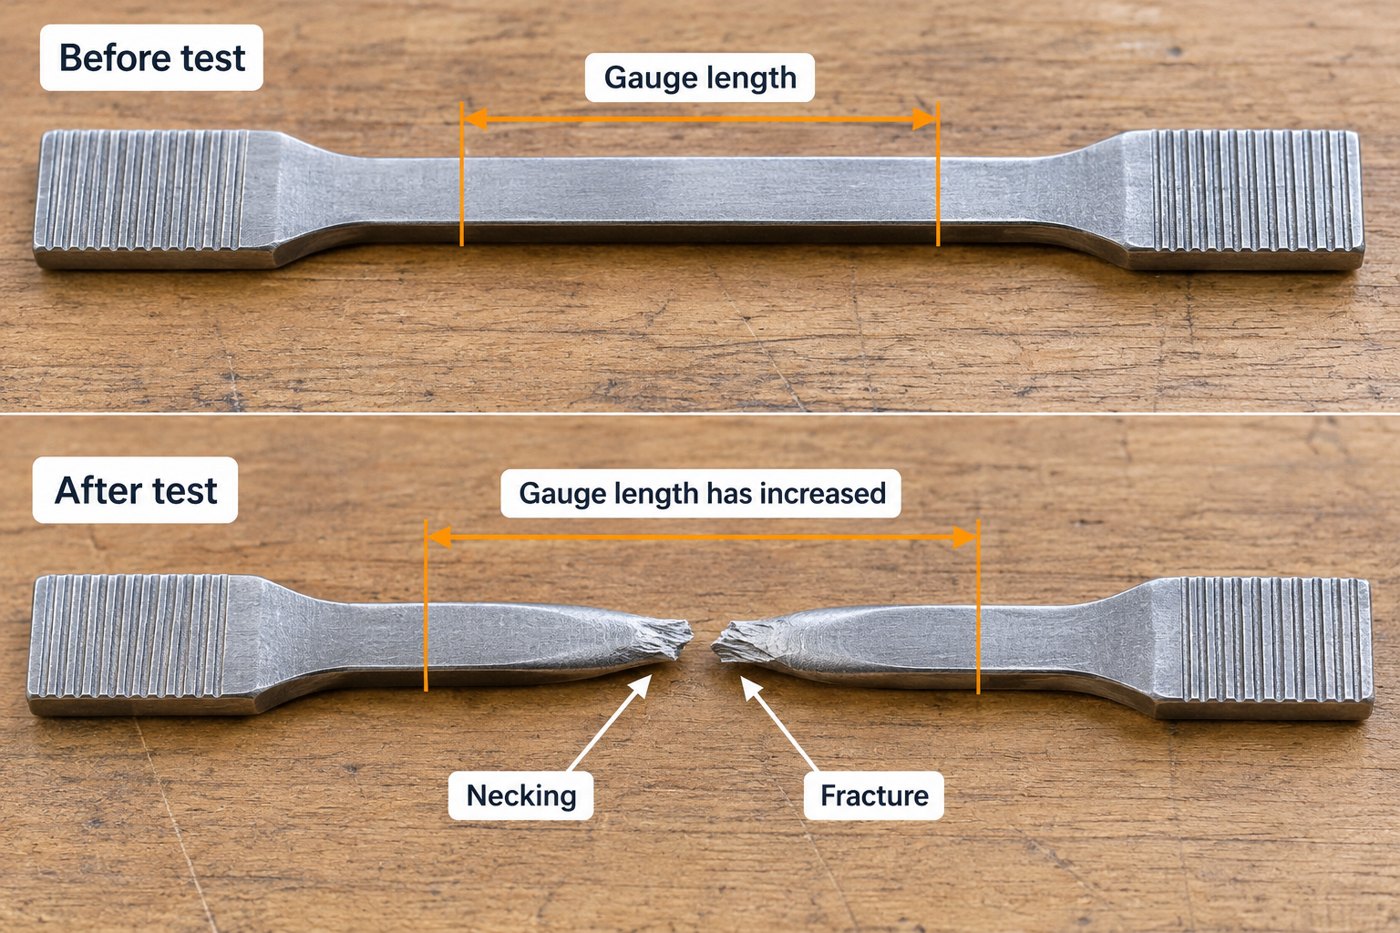 Before test
Gauge length
After test
Gauge length has increased
Necking
Fracture